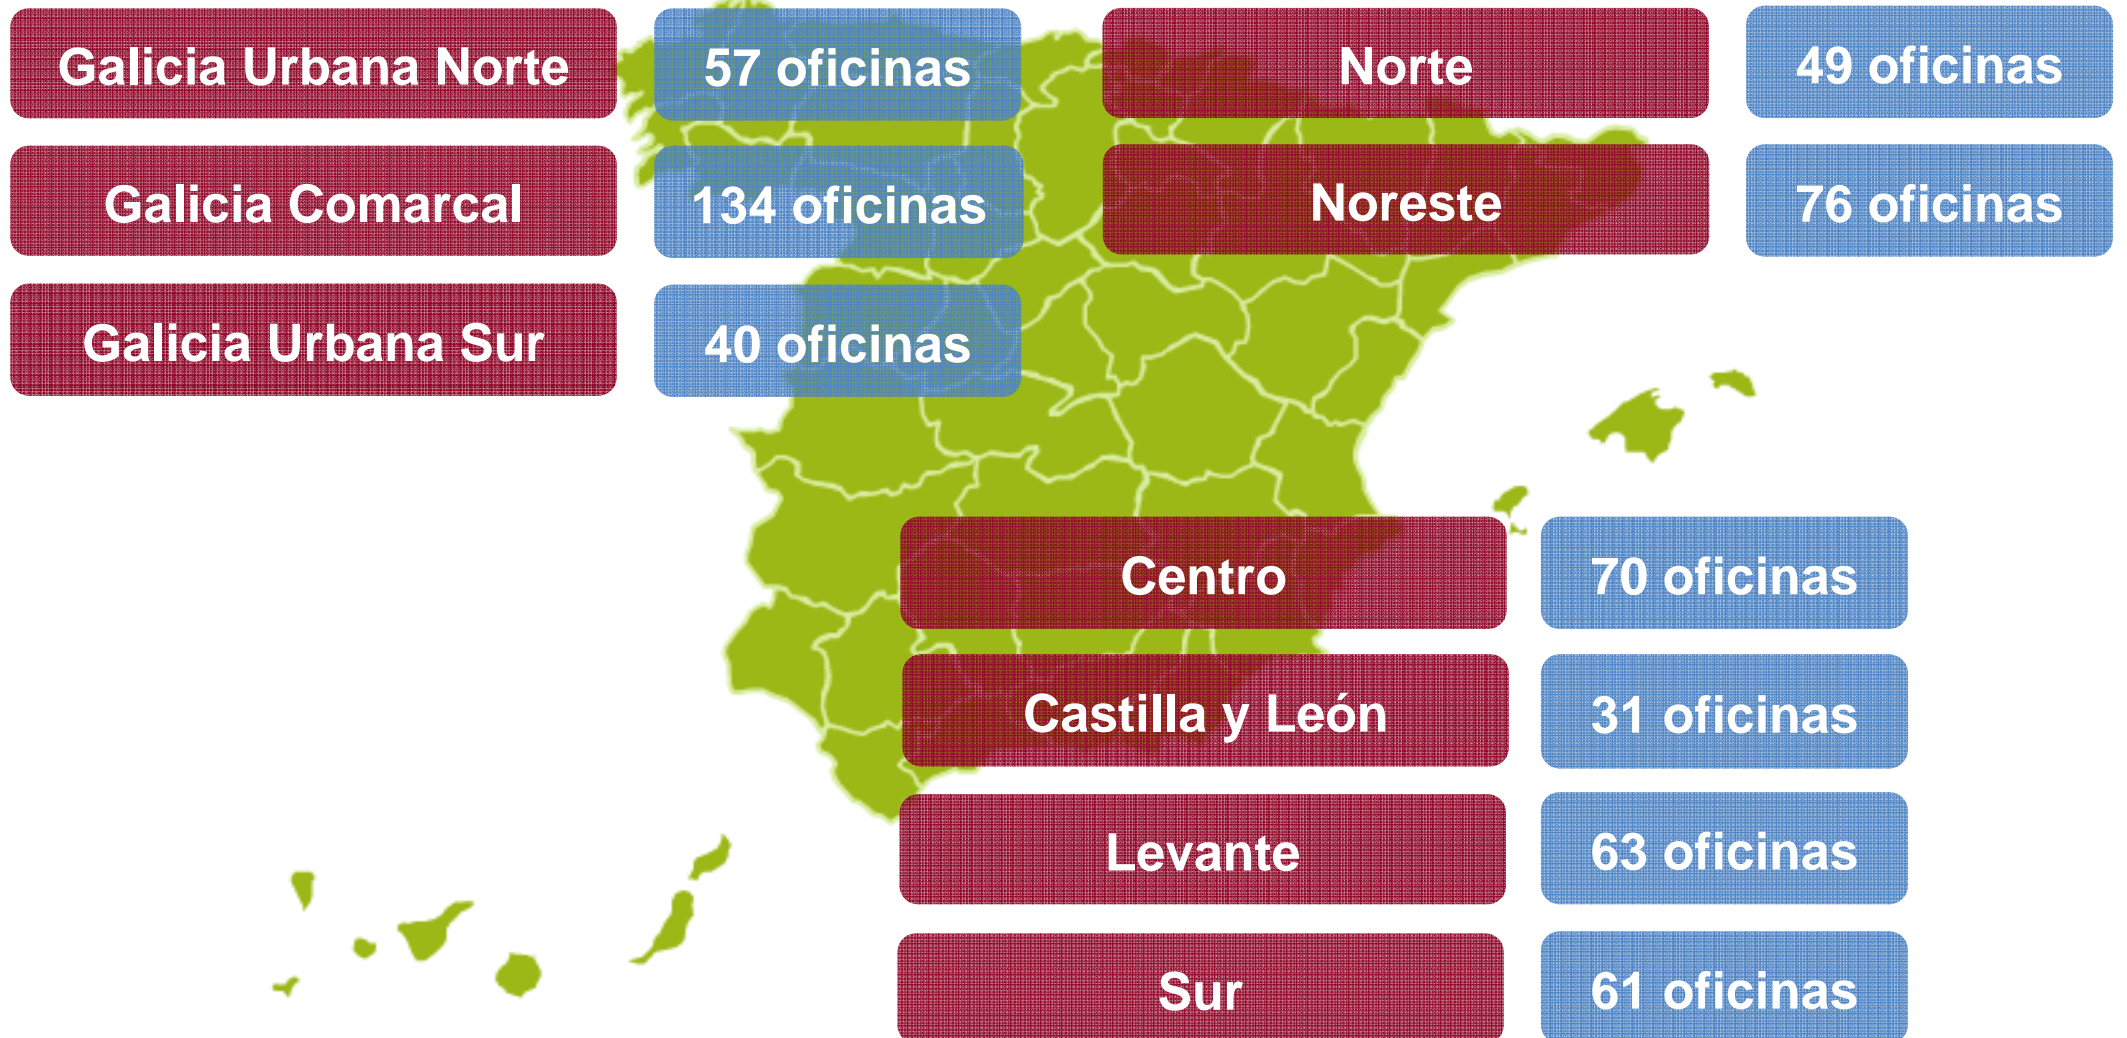 Galicia Urbana Norte
57 oficinas
Galicia Comarcal
134 oficinas
Galicia Urbana Sur
40 oficinas
Norte
49 oficinas
Noreste
76 oficinas
Centro
70 oficinas
Castilla y León
31 oficinas
Levante
63 oficinas
Sur
61 oficinas